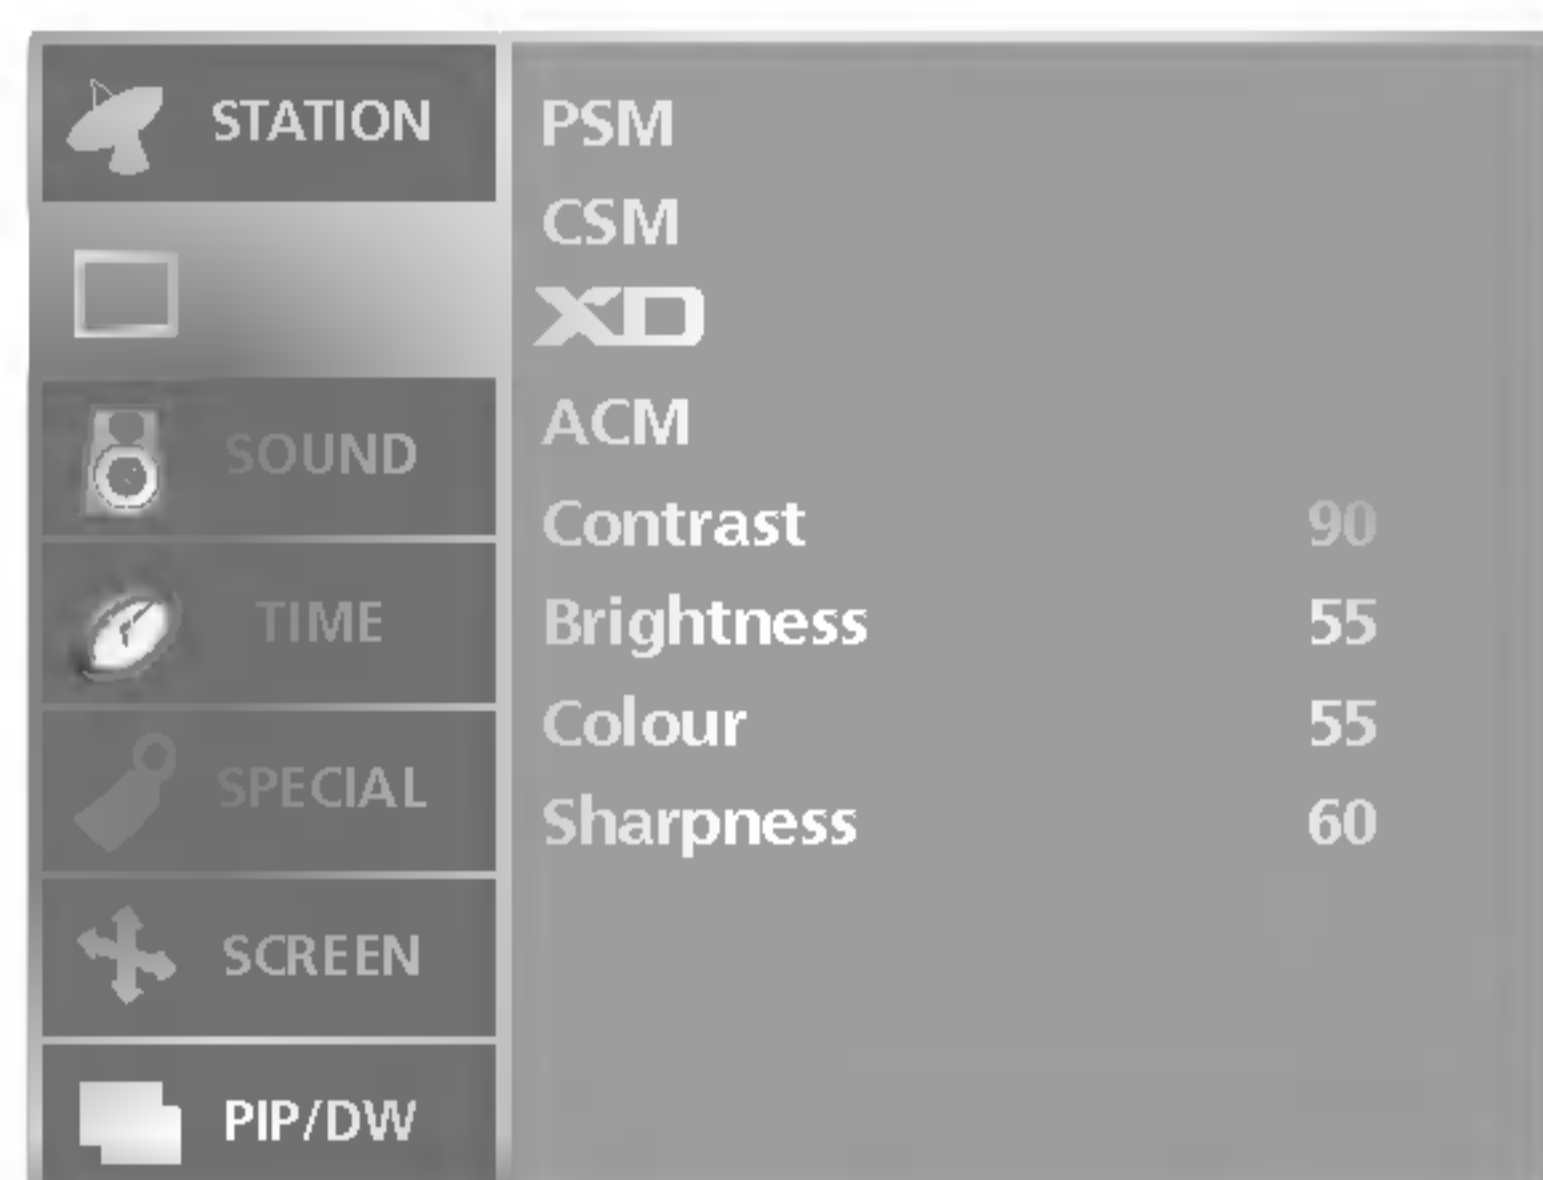 STATION
SOUND
TIME
SPECIAL
SCREEN
PIP/DW
PSM
CSM
XD
ACM
Contrast 90
Brightness 55
Colour 55
Sharpness 60